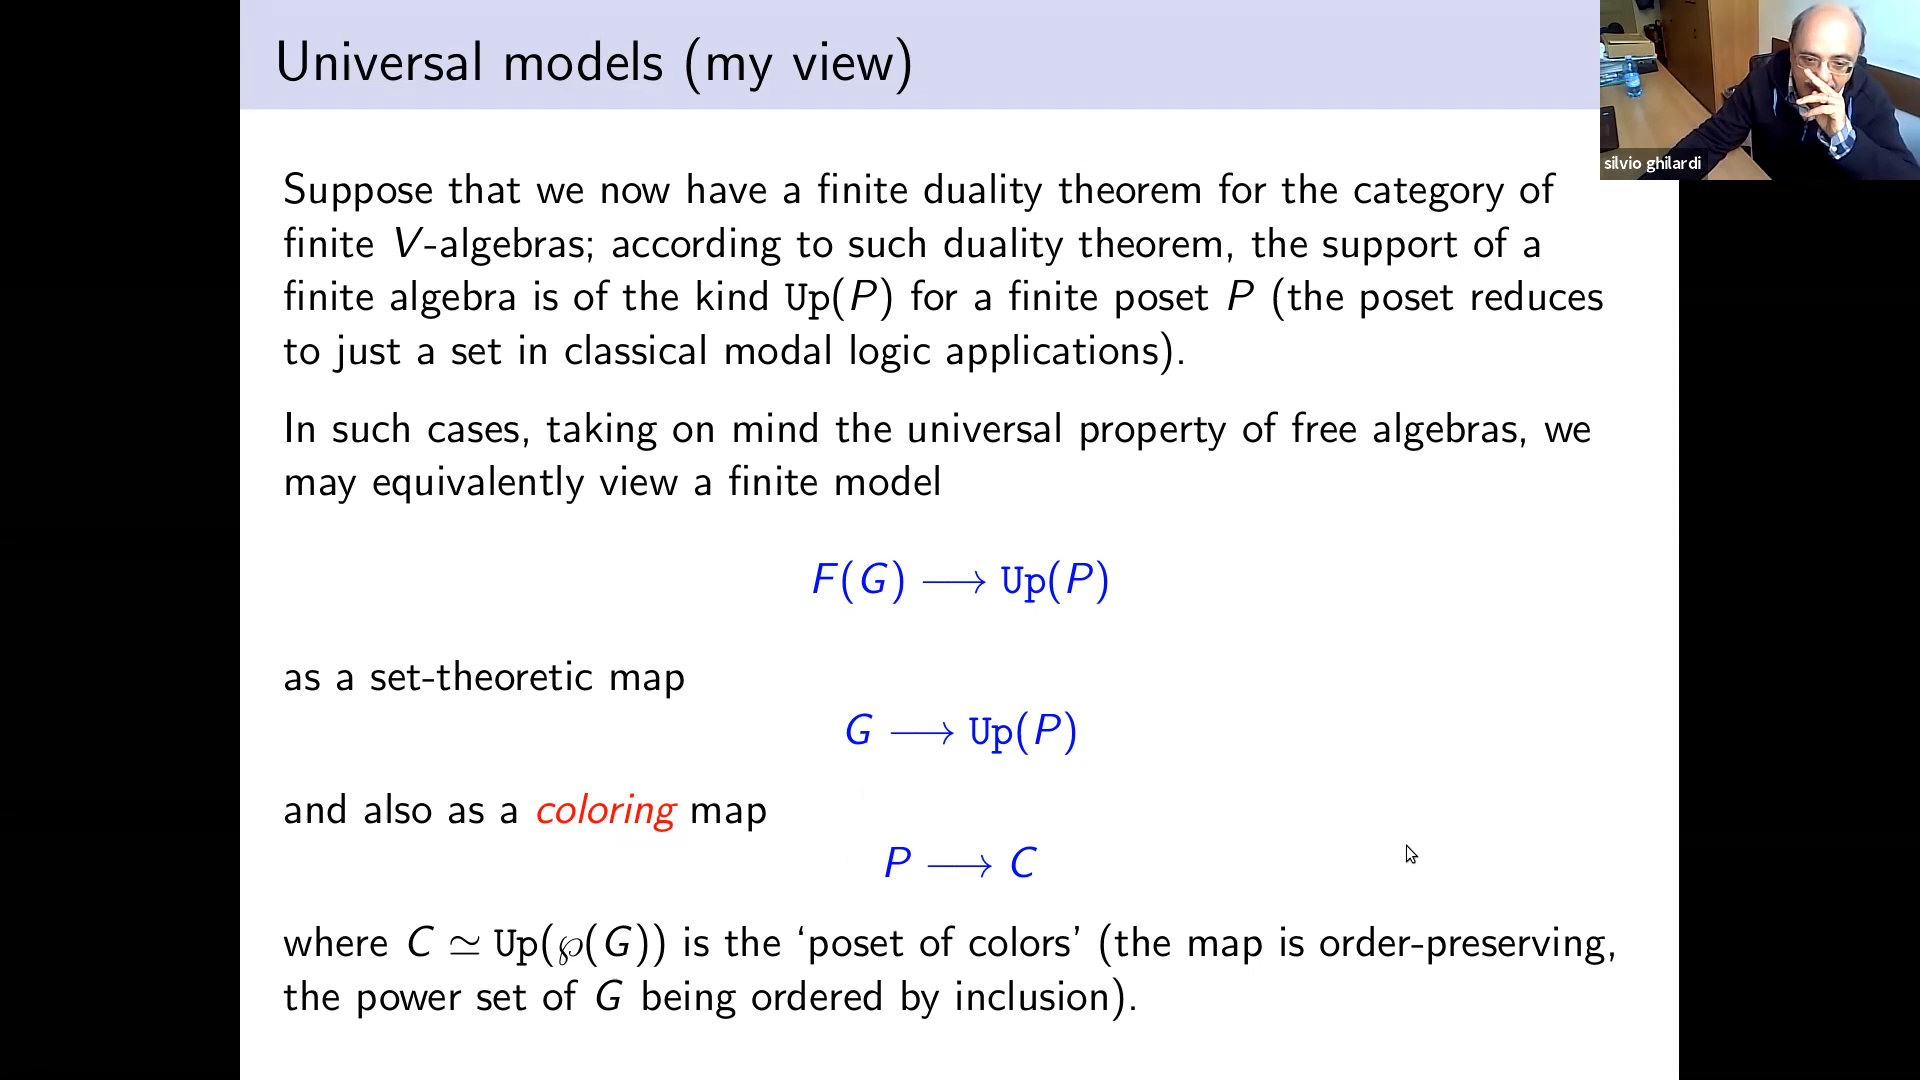 Universal models (my view)
silvio ghilardi
Suppose that we now have a finite duality theorem for the category of
finite V-algebras; according to such duality theorem, the support of a
finite algebra is of the kind Up(P) for a finite poset P (the poset reduces
to just a set in classical modal logic applications).
In such cases, taking on mind the universal property of free algebras, we
may equivalently view a finite model
F(G) ⟶ Up(P)
as a set-theoretic map
G ⟶ Up(P)
and also as a coloring map
P ⟶ C
where C ≃ Up(℘(G)) is the ‘poset of colors’ (the map is order-preserving,
the power set of G being ordered by inclusion).